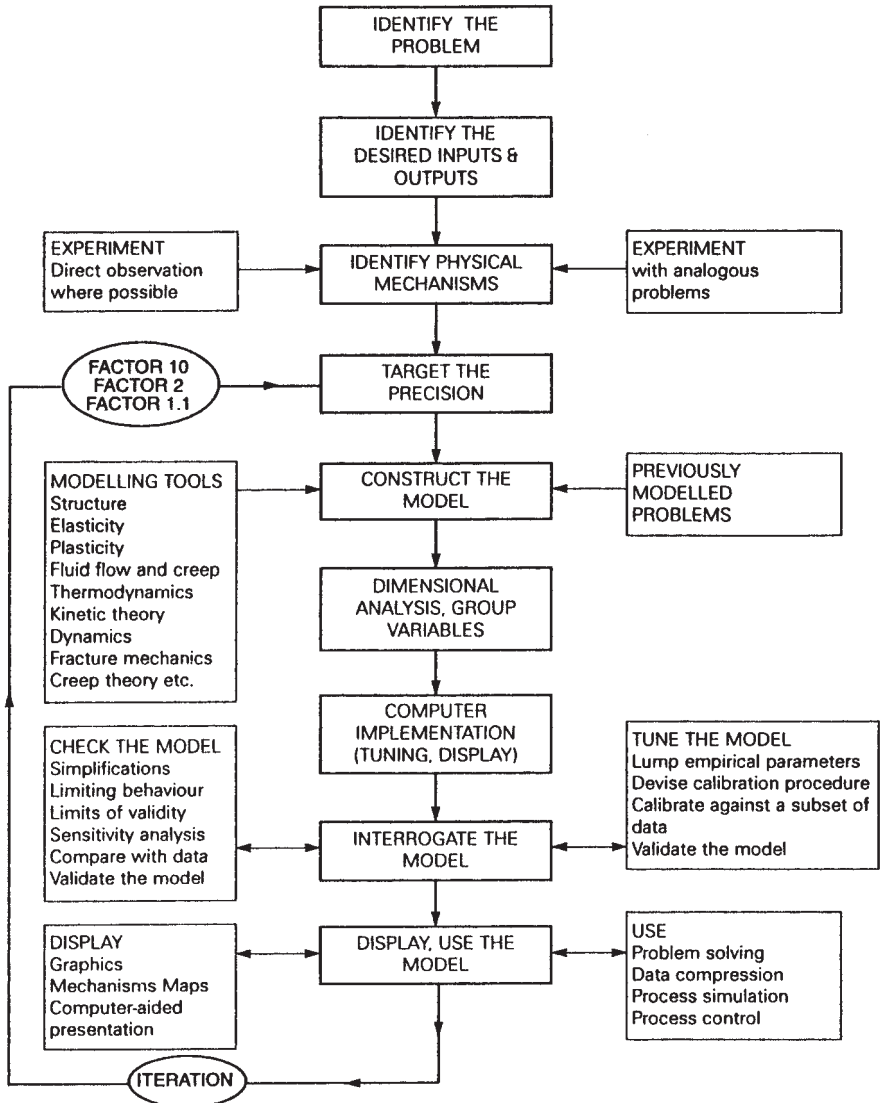 IDENTIFY THE
PROBLEM
IDENTIFY THE
DESIRED INPUTS &
OUTPUTS
EXPERIMENT
Direct observation
where possible
IDENTIFY PHYSICAL
MECHANISMS
EXPERIMENT
with analogous
problems
FACTOR 10
FACTOR 2
FACTOR 1.1
TARGET THE
PRECISION
MODELLING TOOLS
Structure
Elasticity
Plasticity
Fluid flow and creep
Thermodynamics
Kinetic theory
Dynamics
Fracture mechanics
Creep theory etc.
CONSTRUCT THE
MODEL
PREVIOUSLY
MODELLED
PROBLEMS
DIMENSIONAL
ANALYSIS, GROUP
VARIABLES
COMPUTER
IMPLEMENTATION
(TUNING, DISPLAY)
CHECK THE MODEL
Simplifications
Limiting behaviour
Limits of validity
Sensitivity analysis
Compare with data
Validate the model
INTERROGATE THE
MODEL
TUNE THE MODEL
Lump empirical parameters
Devise calibration procedure
Calibrate against a subset of
data
Validate the model
DISPLAY
Graphics
Mechanisms Maps
Computer-aided
presentation
DISPLAY, USE THE
MODEL
USE
Problem solving
Data compression
Process simulation
Process control
ITERATION